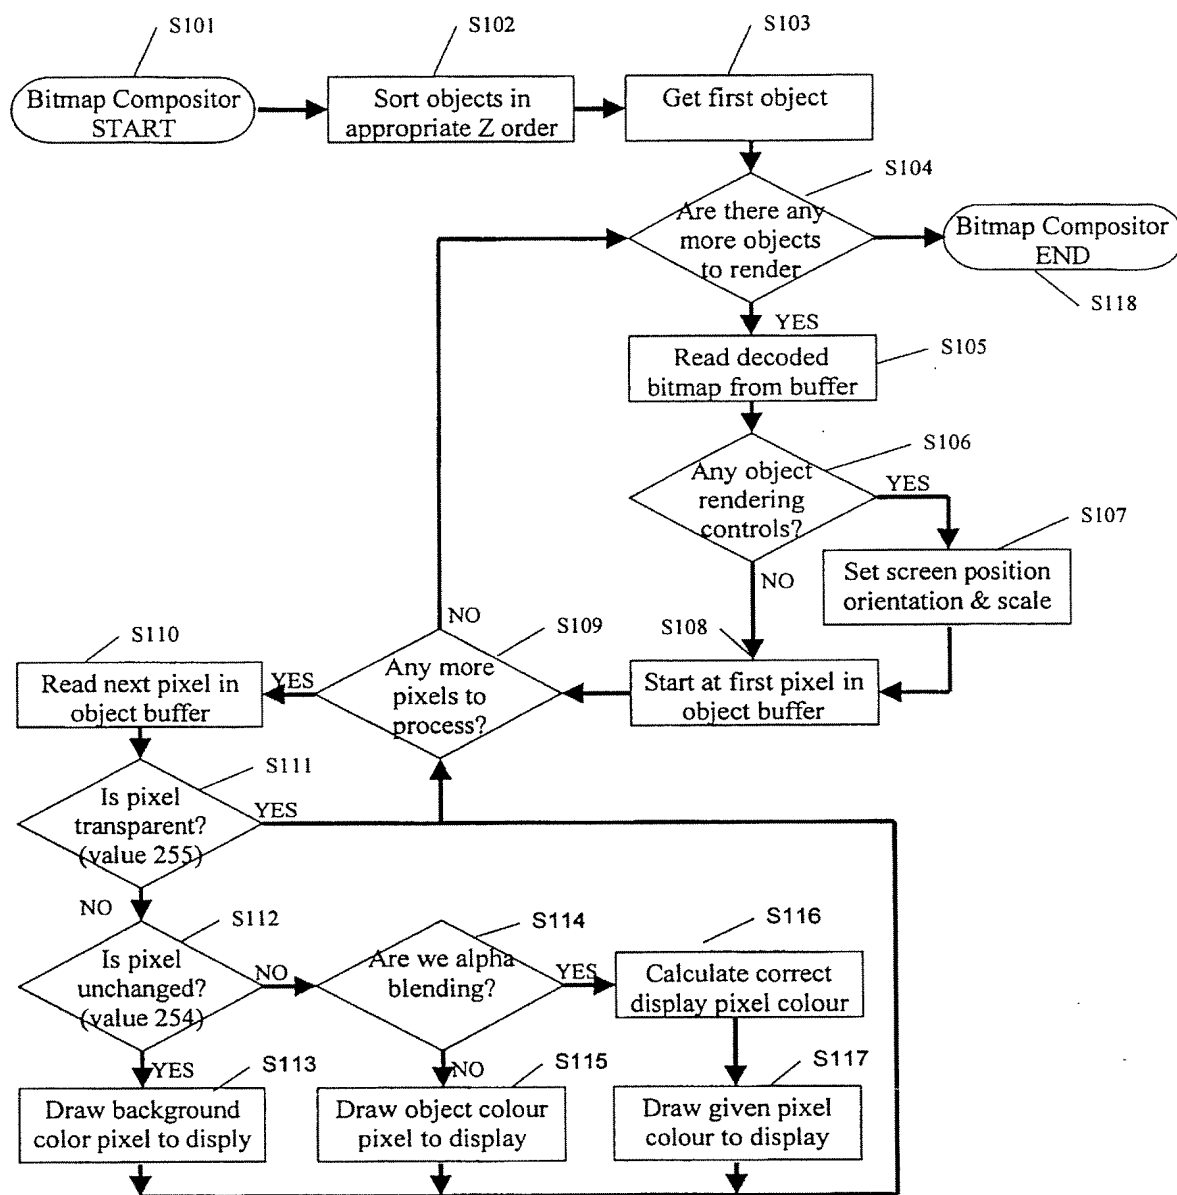 S101
S102
S103
Bitmap Compositor
START
Sort objects in
appropriate Z order
Get first object
S104
Are there any
more objects
to render
Bitmap Compositor
END
S118
YES
S105
Read decoded
bitmap from buffer
S106
Any object
rendering
controls?
YES
S107
NO
Set screen position
orientation & scale
NO
S109
S108
S110
Read next pixel in
object buffer
YES
Any more
pixels to
process?
Start at first pixel in
object buffer
S111
Is pixel
transparent?
(value 255)
YES
NO
S112
S114
S116
Is pixel
unchanged?
(value 254)
NO
Are we alpha
blending?
YES
Calculate correct
display pixel colour
YES
S113
NO
S115
S117
Draw background
color pixel to disply
Draw object colour
pixel to display
Draw given pixel
colour to display